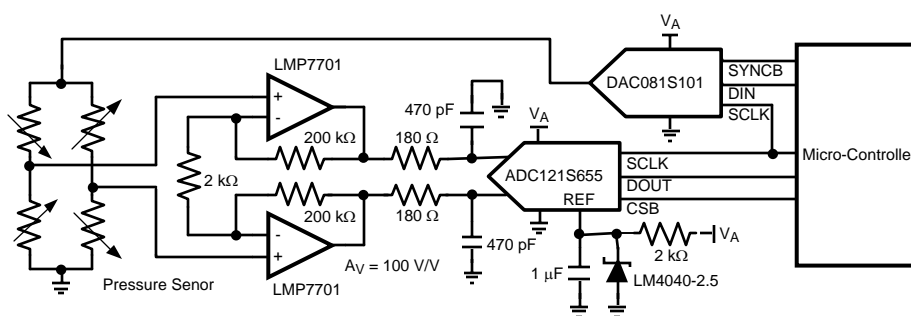 V_A
LMP7701
DAC081S101
SYNCB
DIN
SCLK
470 pF
V_A
200 kΩ
180 Ω
2 kΩ
ADC121S655
SCLK
Micro-Controlle
DOUT
REF
CSB
200 kΩ
180 Ω
470 pF
V_A
2 kΩ
A_V = 100 V/V
1 µF
LM4040-2.5
Pressure Senor
LMP7701
+
-
-
+